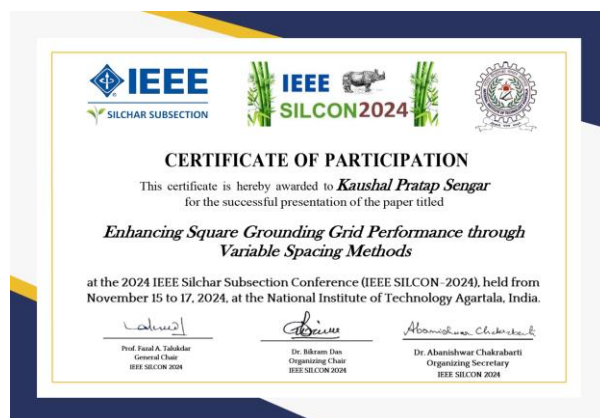 IEEE
SILCHAR SUBSECTION
IEEE
SILCON2024
CERTIFICATE OF PARTICIPATION
This certificate is hereby awarded to Kaushal Pratap Sengar
for the successful presentation of the paper titled
Enhancing Square Grounding Grid Performance through
Variable Spacing Methods
at the 2024 IEEE Silchar Subsection Conference (IEEE SILCON-2024), held from
November 15 to 17, 2024, at the National Institute of Technology Agartala, India.
Abanishwar Chakrabarti
Prof. Fazal A. Talukdar
General Chair
IEEE SILCON 2024
Dr. Bikram Das
Organizing Chair
IEEE SILCON 2024
Dr. Abanishwar Chakrabarti
Organizing Secretary
IEEE SILCON 2024